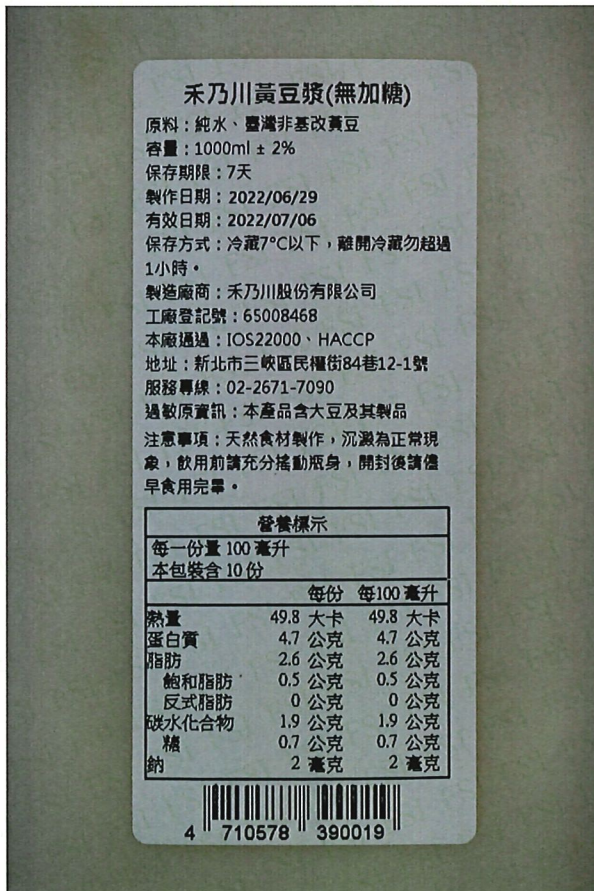 禾乃川黃豆漿(無加糖)
原料：純水、臺灣非基改黃豆
容量：1000ml ± 2%
保存期限：7天
製作日期：2022/06/29
有效日期：2022/07/06
保存方式：冷藏7°C以下，離開冷藏勿超過
1小時。
製造廠商：禾乃川股份有限公司
工廠登記號：65008468
本廠通過：IOS22000、HACCP
地址：新北市三峽區民權街84巷12-1號
服務專線：02-2671-7090
過敏原資訊：本產品含大豆及其製品
注意事項：天然食材製作，沉澱為正常現
象，飲用前請充分搖動瓶身，開封後請儘
早食用完畢。
營養標示
每一份量 100 毫升
本包裝含 10 份
每份 每100 毫升
熱量 49.8 大卡 49.8 大卡
蛋白質 4.7 公克 4.7 公克
脂肪 2.6 公克 2.6 公克
飽和脂肪 0.5 公克 0.5 公克
反式脂肪 0 公克 0 公克
碳水化合物 1.9 公克 1.9 公克
糖 0.7 公克 0.7 公克
鈉 2 毫克 2 毫克
4 710578 390019